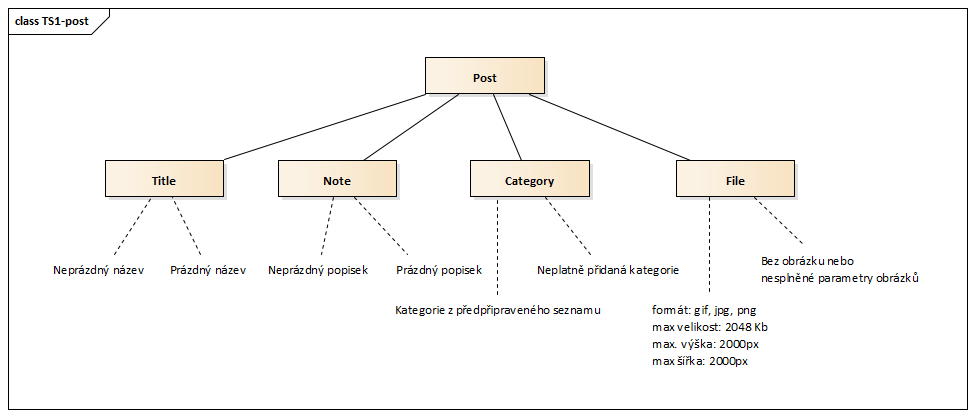 class TS1-post
Post
Title
Note
Category
File
Neprázdný název
Prázdný název
Neprázdný popisek
Prázdný popisek
Kategorie z předpřipraveného seznamu
Neplatně přidaná kategorie
formát: gif, jpg, png
max velikost: 2048 Kb
max. výška: 2000px
max šířka: 2000px
Bez obrázku nebo
nesplněné parametry obrázků